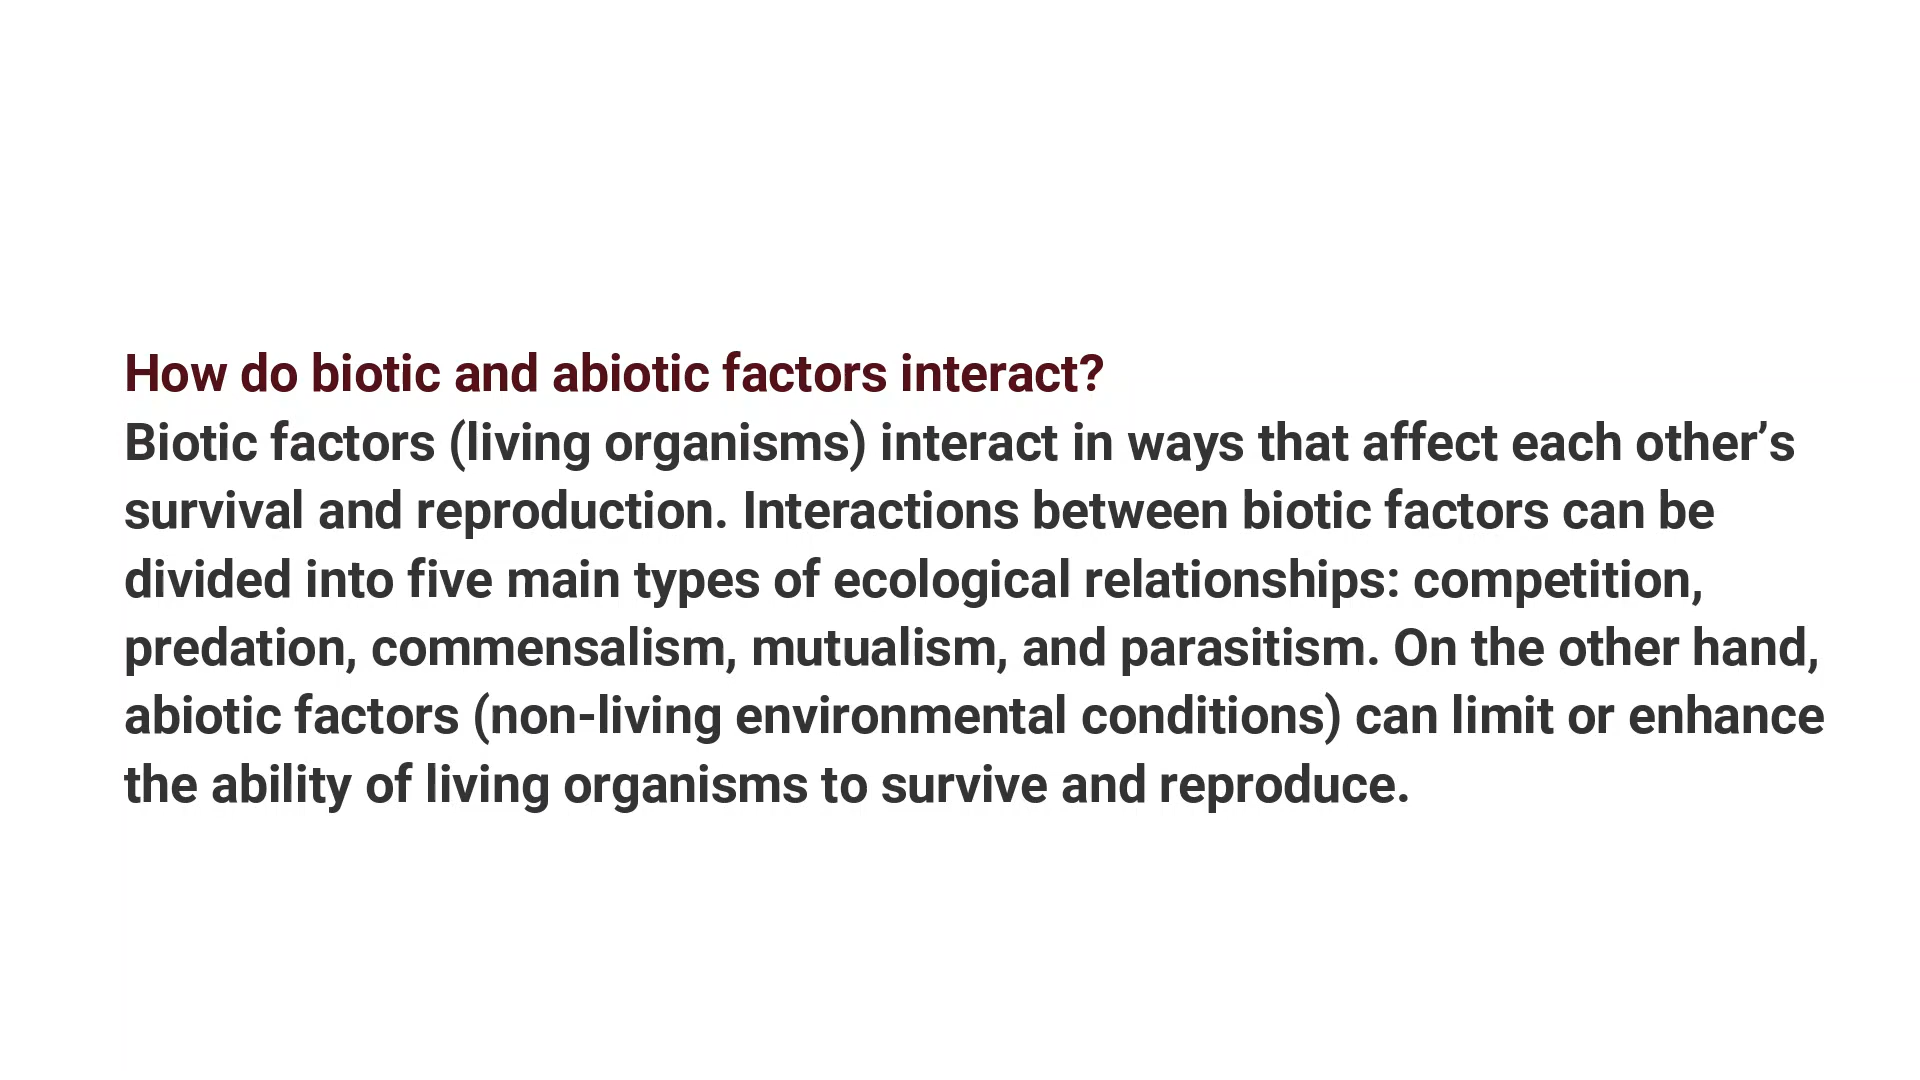 How do biotic and abiotic factors interact?
Biotic factors (living organisms) interact in ways that affect each other’s
survival and reproduction. Interactions between biotic factors can be
divided into five main types of ecological relationships: competition,
predation, commensalism, mutualism, and parasitism. On the other hand,
abiotic factors (non-living environmental conditions) can limit or enhance
the ability of living organisms to survive and reproduce.